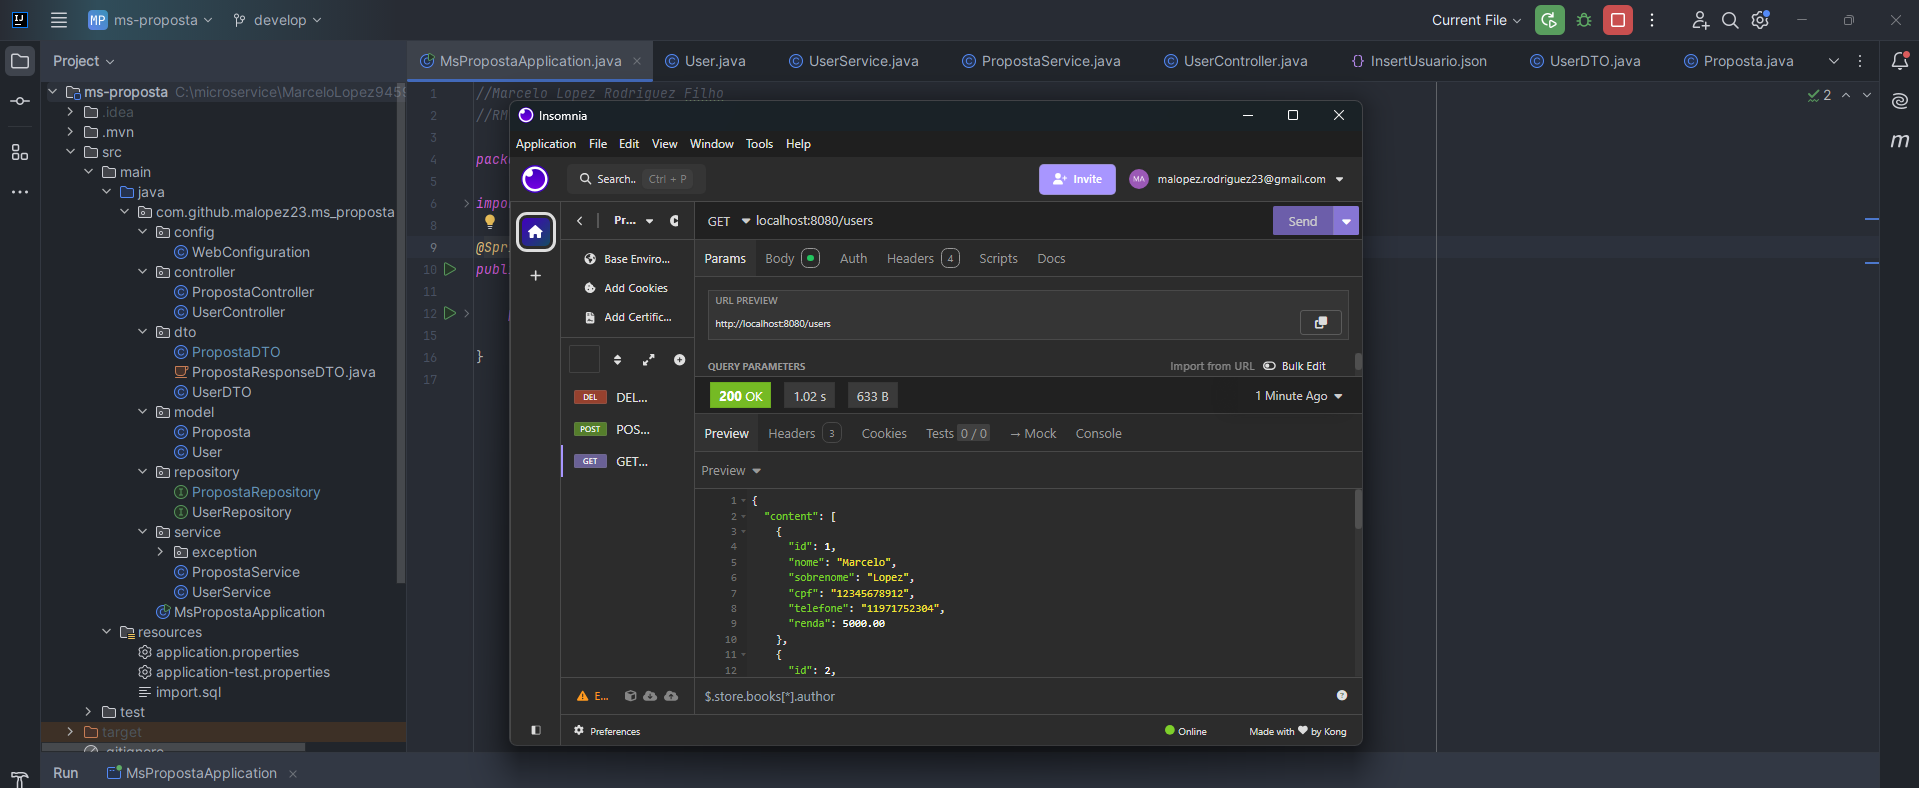 MP ms-proposta develop Current File
Project
MsPropostaApplication.java User.java UserService.java PropostaService.java UserController.java InsertUsuario.json UserDTO.java Proposta.java
ms-proposta C:\microservice\MarceloLopez9459
.idea
.mvn
src
main
java
com.github.malopez23.ms_proposta
config
WebConfiguration
controller
PropostaController
UserController
dto
PropostaDTO
PropostaResponseDTO.java
UserDTO
model
Proposta
User
repository
PropostaRepository
UserRepository
service
exception
PropostaService
UserService
MsPropostaApplication
resources
application.properties
application-test.properties
import.sql
test
target
.gitignore
1 //Marcelo Lopez Rodriguez Filho
2 //RM
3
4 pack
5
6 impo
8
9 @Spr
10 publ
11
12
15
16 }
17
2
Insomnia
Application File Edit View Window Tools Help
Search.. Ctrl + P Invite MA malopez.rodriguez23@gmail.com
Pr...
Base Enviro...
Add Cookies
Add Certific...
DEL DEL...
POST POS...
GET GET...
E...
GET localhost:8080/users Send
Params Body Auth Headers 4 Scripts Docs
URL PREVIEW
http://localhost:8080/users
QUERY PARAMETERS Import from URL Bulk Edit
200 OK 1.02 s 633 B 1 Minute Ago
Preview Headers 3 Cookies Tests 0 / 0 → Mock Console
Preview
1 {
2 "content": [
3 {
4 "id": 1,
5 "nome": "Marcelo",
6 "sobrenome": "Lopez",
7 "cpf": "12345678912",
8 "telefone": "11971752304",
9 "renda": 5000.00
10 },
11 {
12 "id": 2,
$.store.books[*].author
Preferences Online Made with ♥ by Kong
Run MsPropostaApplication